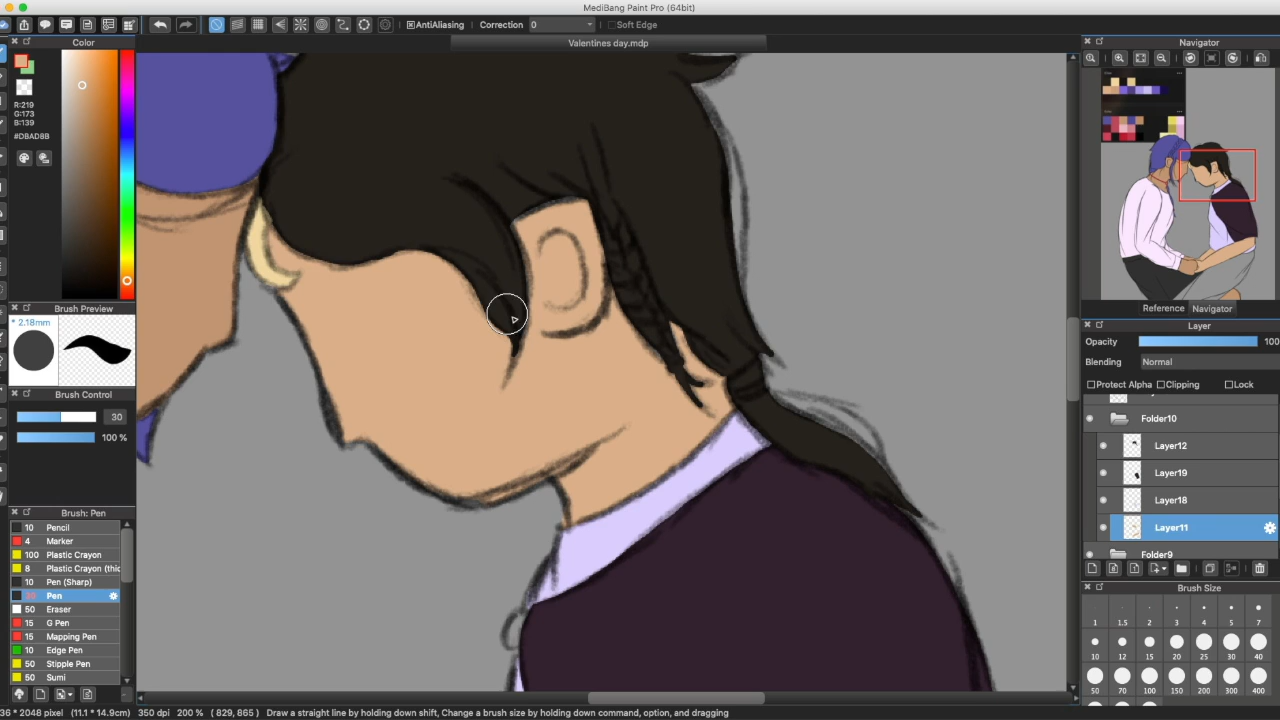 MediBang Paint Pro (64bit)
AntiAliasing Correction 0 Soft Edge
Color
Valentines day.mdp
Navigator
R:219
G:173
B:139
#DBAD8B
Brush Preview
* 2.18mm
Reference Navigator
Layer
Opacity 100
Blending Normal
Protect Alpha Clipping Lock
Brush Control
30
100 %
Folder10
Layer12
Layer19
Layer18
Layer11
Folder9
Brush: Pen
10 Pencil
4 Marker
100 Plastic Crayon
8 Plastic Crayon (thic
10 Pen (Sharp)
30 Pen
50 Eraser
15 G Pen
15 Mapping Pen
10 Edge Pen
50 Stipple Pen
50 Sumi
Brush Size
1 1.5 2 3 4 5 7
10 12 15 20 25 30 40
50 70 100 150 200 300 400
36 * 2048 pixel (11.1 * 14.9cm) 350 dpi 200 % ( 829, 865 ) Draw a straight line by holding down shift, Change a brush size by holding down command, option, and dragging